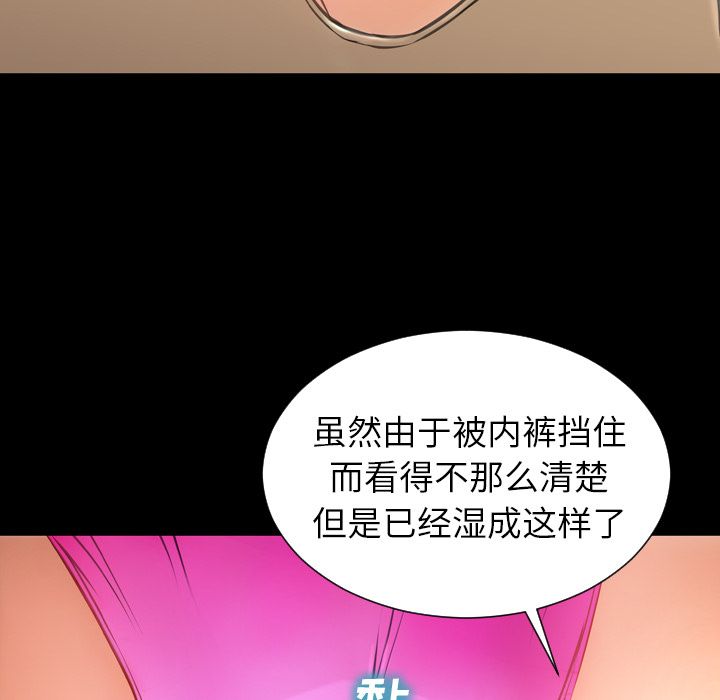 虽然由于被内裤挡住
而看得不那么清楚
但是已经湿成这样了
黏